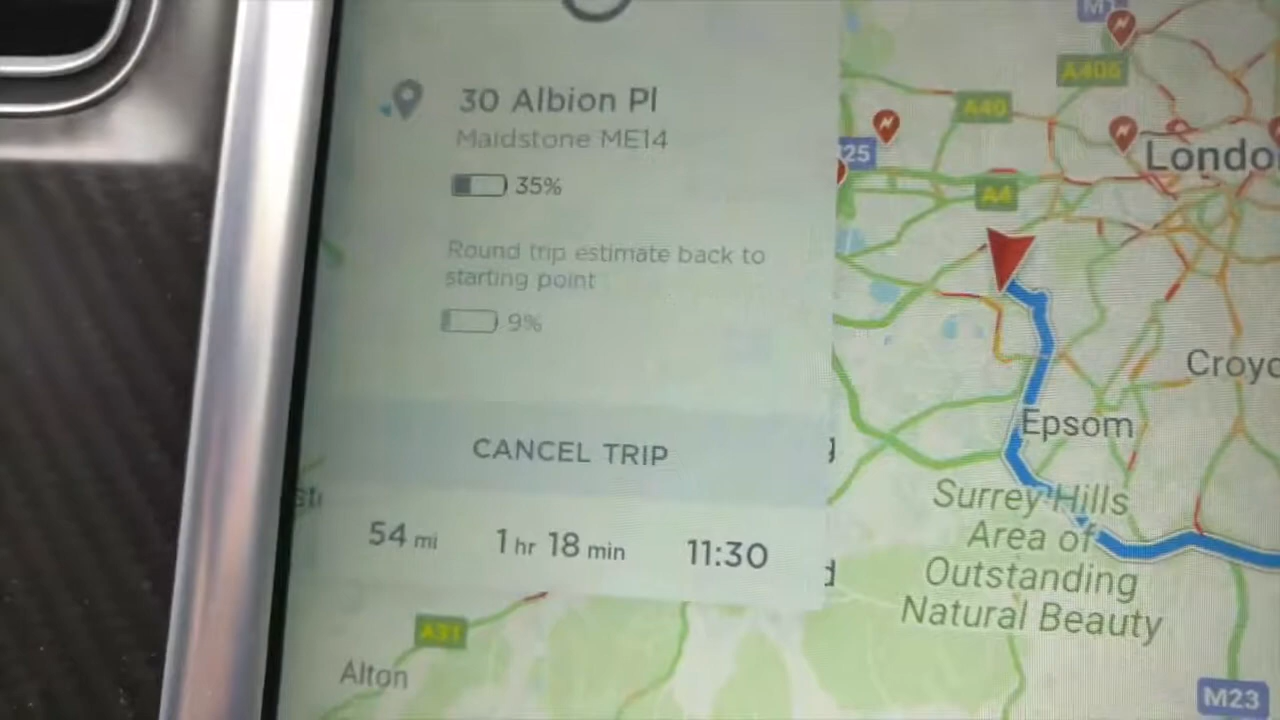 30 Albion Pl
Maidstone ME14
35%
Round trip estimate back to
starting point
9%
CANCEL TRIP
54 mi 1 hr 18 min 11:30
A31
Alton
A406
A40
25
London
A4
Croyd
Epsom
Surrey Hills
Area of
Outstanding
Natural Beauty
M23